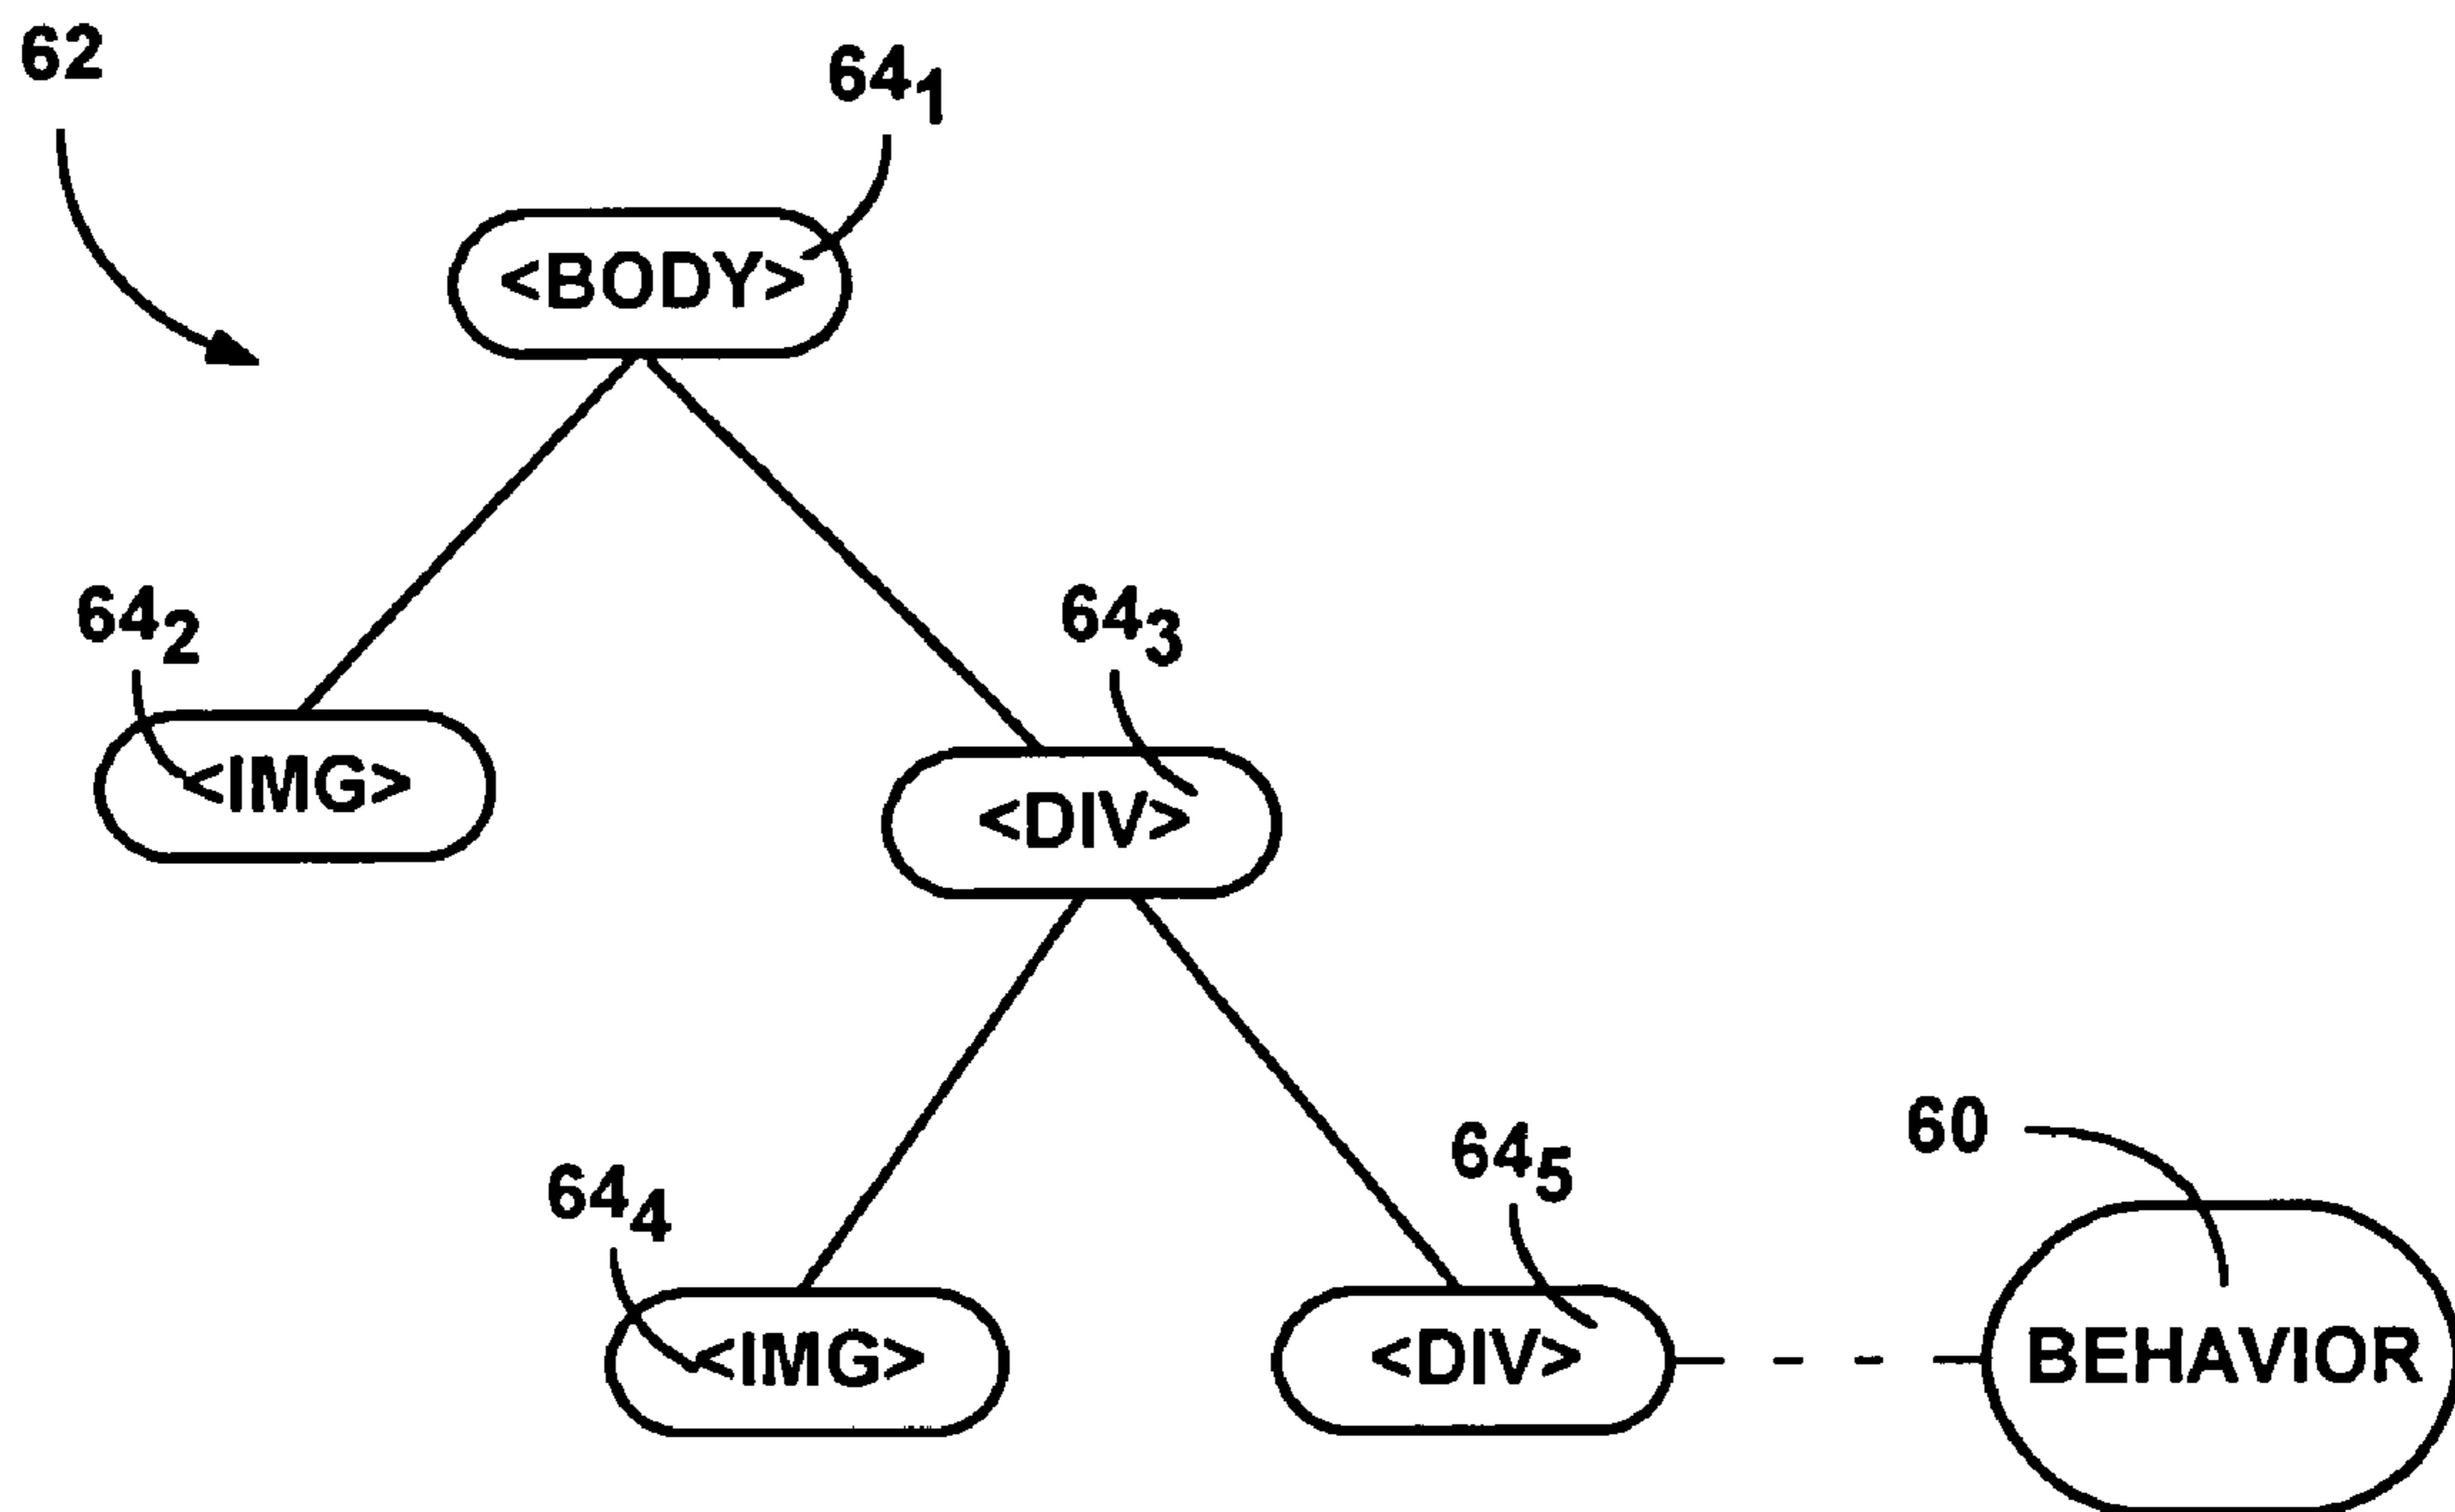 62
64₁
<BODY>
64₂
64₃
<IMG>
<DIV>
60
64₅
64₄
<IMG>
<DIV>
BEHAVIOR